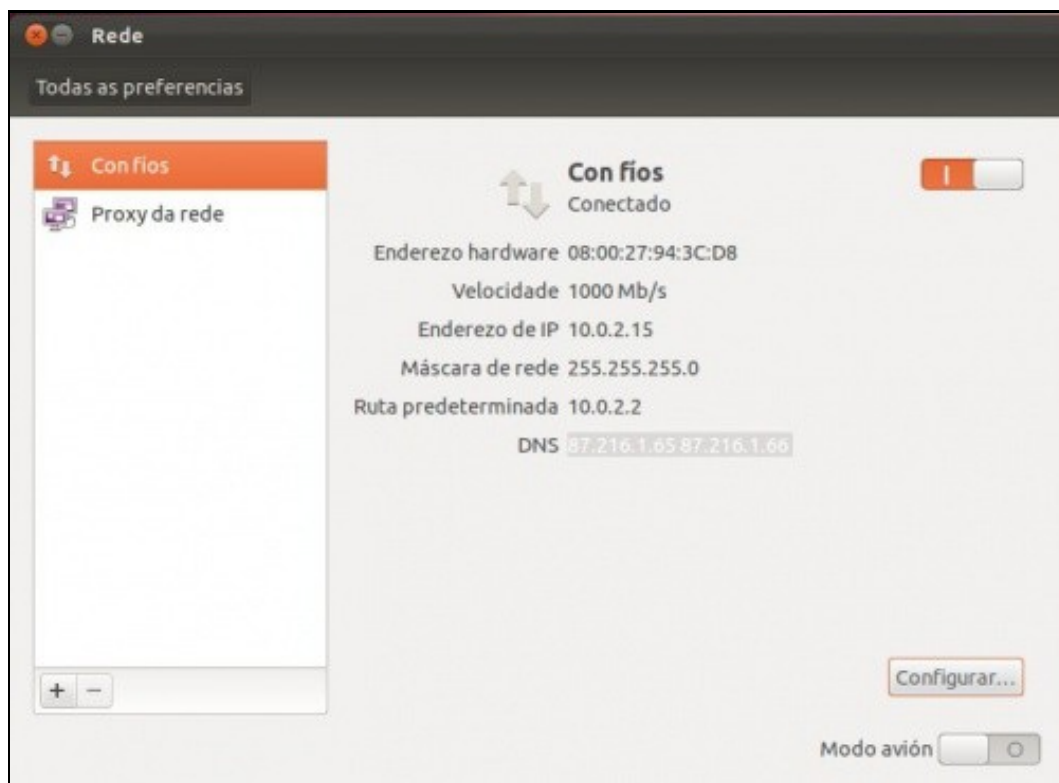 Rede
Todas as preferencias
Con fíos
Proxy da rede
Con fíos
Conectado
Enderezo hardware 08:00:27:94:3C:D8
Velocidade 1000 Mb/s
Enderezo de IP 10.0.2.15
Máscara de rede 255.255.255.0
Ruta predeterminada 10.0.2.2
DNS 87.216.1.65 87.216.1.66
Configurar...
Modo avión